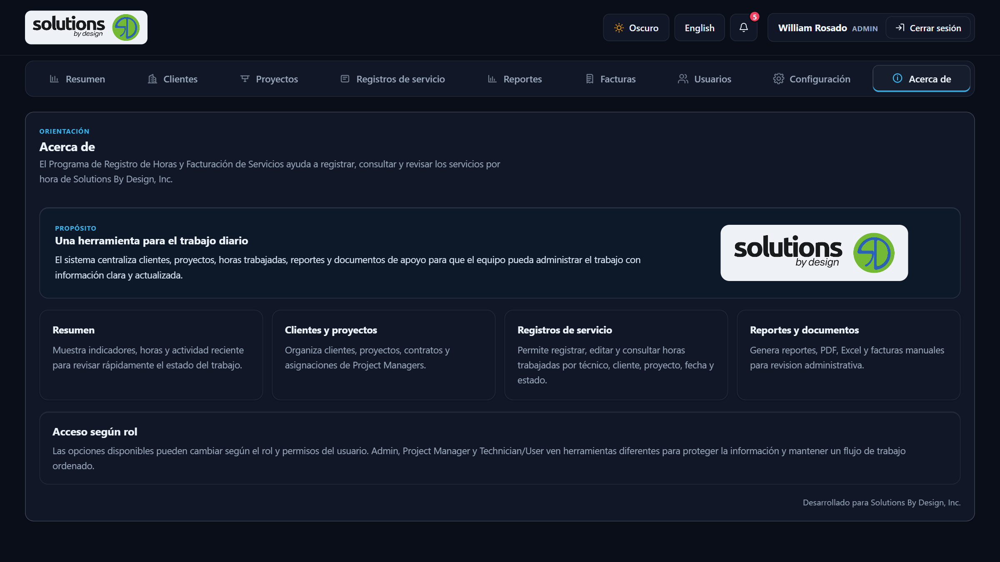 solutions
by design
Oscuro
English
5
William Rosado ADMIN
Cerrar sesión
Resumen
Clientes
Proyectos
Registros de servicio
Reportes
Facturas
Usuarios
Configuración
Acerca de
ORIENTACIÓN
Acerca de
El Programa de Registro de Horas y Facturación de Servicios ayuda a registrar, consultar y revisar los servicios por
hora de Solutions By Design, Inc.
PROPÓSITO
Una herramienta para el trabajo diario
El sistema centraliza clientes, proyectos, horas trabajadas, reportes y documentos de apoyo para que el equipo pueda administrar el trabajo con
información clara y actualizada.
solutions
by design
Resumen
Muestra indicadores, horas y actividad reciente
para revisar rápidamente el estado del trabajo.
Clientes y proyectos
Organiza clientes, proyectos, contratos y
asignaciones de Project Managers.
Registros de servicio
Permite registrar, editar y consultar horas
trabajadas por técnico, cliente, proyecto, fecha y
estado.
Reportes y documentos
Genera reportes, PDF, Excel y facturas manuales
para revision administrativa.
Acceso según rol
Las opciones disponibles pueden cambiar según el rol y permisos del usuario. Admin, Project Manager y Technician/User ven herramientas diferentes para proteger la información y mantener un flujo de trabajo
ordenado.
Desarrollado para Solutions By Design, Inc.